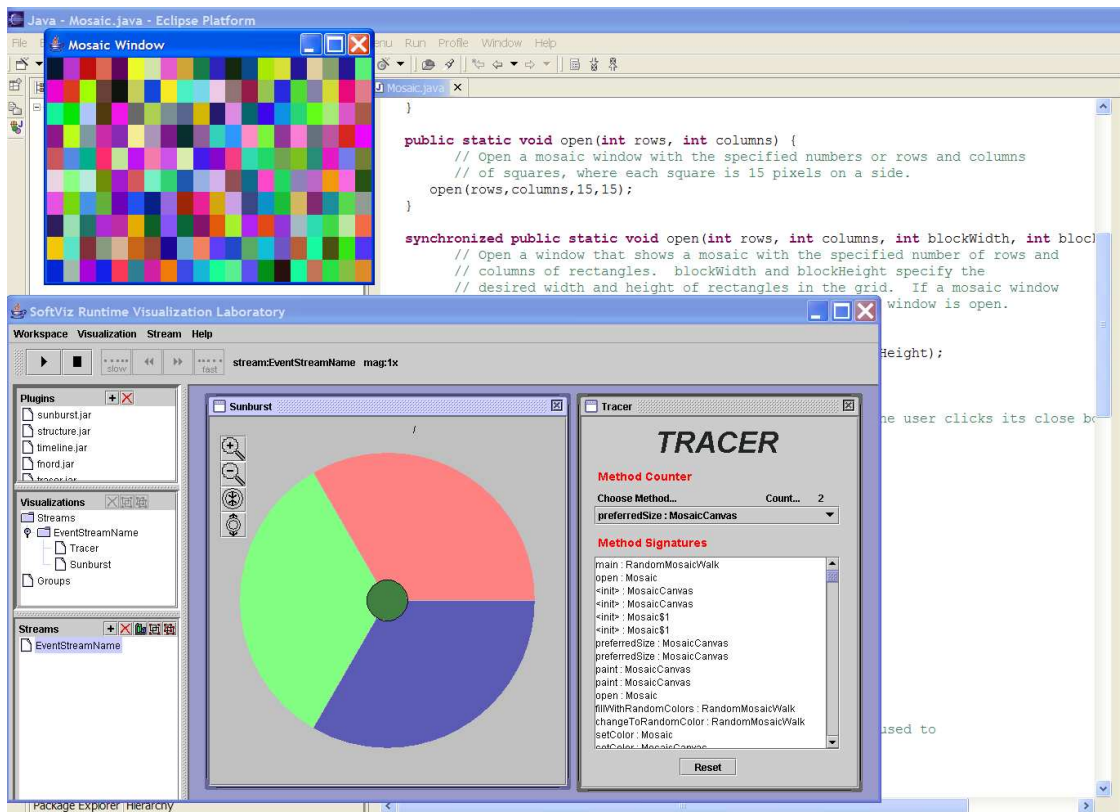 Java - Mosaic.java - Eclipse Platform
File
Run Profile Window Help
Mosaic Window
Mosaic.java
}
public static void open(int rows, int columns) {
// Open a mosaic window with the specified numbers or rows and columns
// of squares, where each square is 15 pixels on a side.
open(rows,columns,15,15);
}
synchronized public static void open(int rows, int columns, int blockWidth, int block
// Open a window that shows a mosaic with the specified number of rows and
// columns of rectangles. blockWidth and blockHeight specify the
// desired width and height of rectangles in the grid. If a mosaic window
window is open.
Height);
he user clicks its close bo
used to
SoftViz Runtime Visualization Laboratory
Workspace Visualization Stream Help
slow
fast
stream:EventStreamName mag:1x
Plugins
sunburst.jar
structure.jar
timeline.jar
fnord.jar
tracer.jar
Visualizations
Streams
EventStreamName
Tracer
Sunburst
Groups
Streams
EventStreamName
Sunburst
/
Tracer
TRACER
Method Counter
Choose Method... Count... 2
preferredSize : MosaicCanvas
Method Signatures
main : RandomMosaicWalk
open : Mosaic
<init> : MosaicCanvas
<init> : MosaicCanvas
<init> : Mosaic$1
<init> : Mosaic$1
preferredSize : MosaicCanvas
preferredSize : MosaicCanvas
paint : MosaicCanvas
paint : MosaicCanvas
open : Mosaic
fillWithRandomColors : RandomMosaicWalk
changeToRandomColor : RandomMosaicWalk
setColor : Mosaic
setColor : MosaicCanvas
Reset
Package Explorer Hierarchy